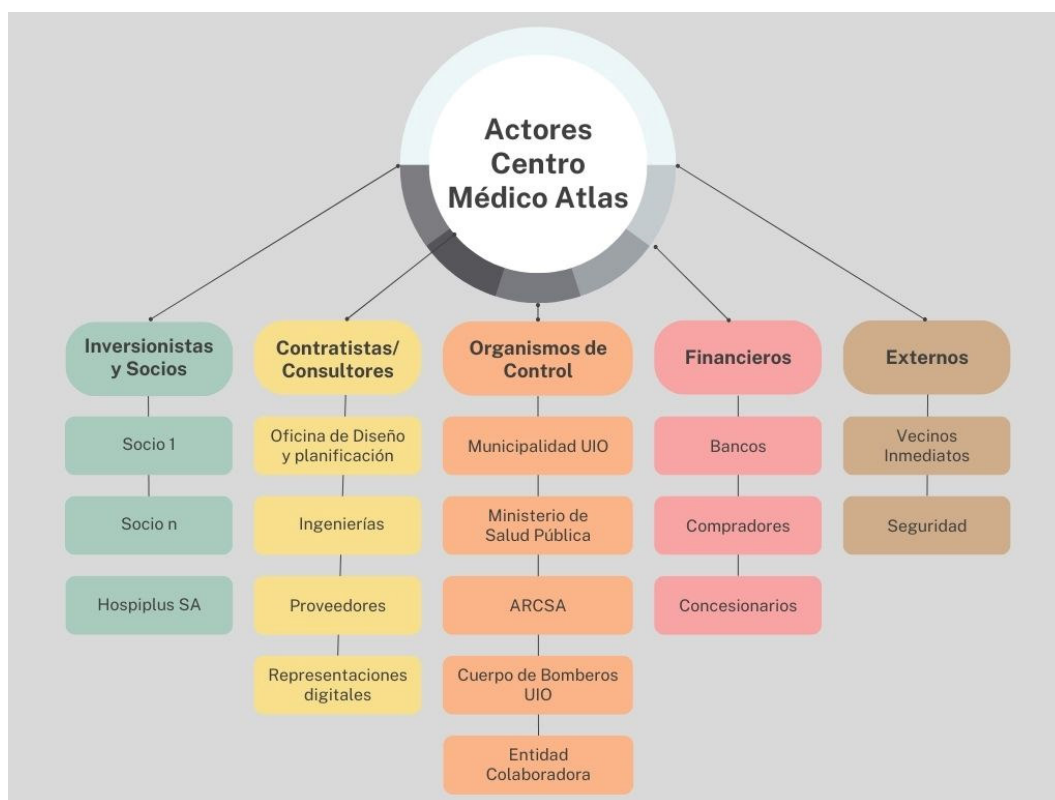 Actores
Centro
Médico Atlas
Inversionistas
y Socios
Socio 1
Socio n
Hospiplus SA
Contratistas/
Consultores
Oficina de Diseño
y planificación
Ingenierías
Proveedores
Representaciones
digitales
Organismos de
Control
Municipalidad UIO
Ministerio de
Salud Pública
ARCSA
Cuerpo de Bomberos
UIO
Entidad
Colaboradora
Financieros
Bancos
Compradores
Concesionarios
Externos
Vecinos
Inmediatos
Seguridad